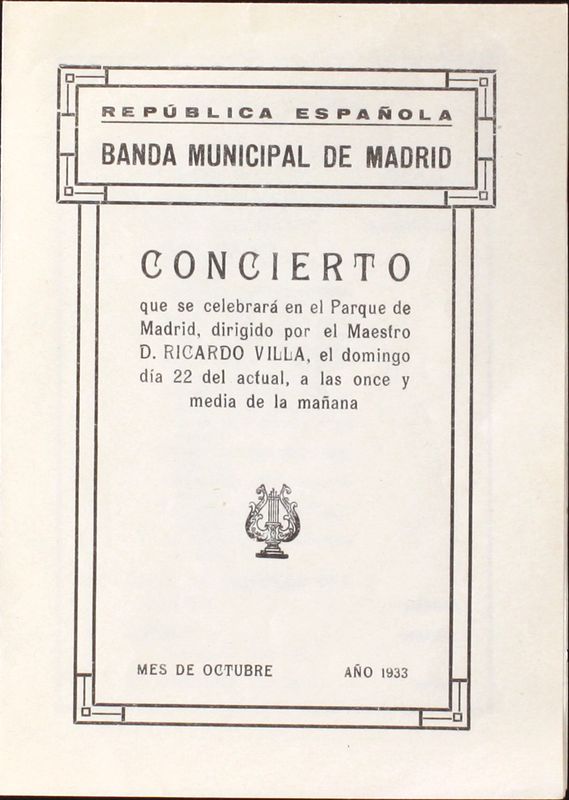 REPÚBLICA ESPAÑOLA
BANDA MUNICIPAL DE MADRID
CONCIERTO
que se celebrará en el Parque de
Madrid, dirigido por el Maestro
D. RICARDO VILLA, el domingo
día 22 del actual, a las once y
media de la mañana
MES DE OCTUBRE AÑO 1933